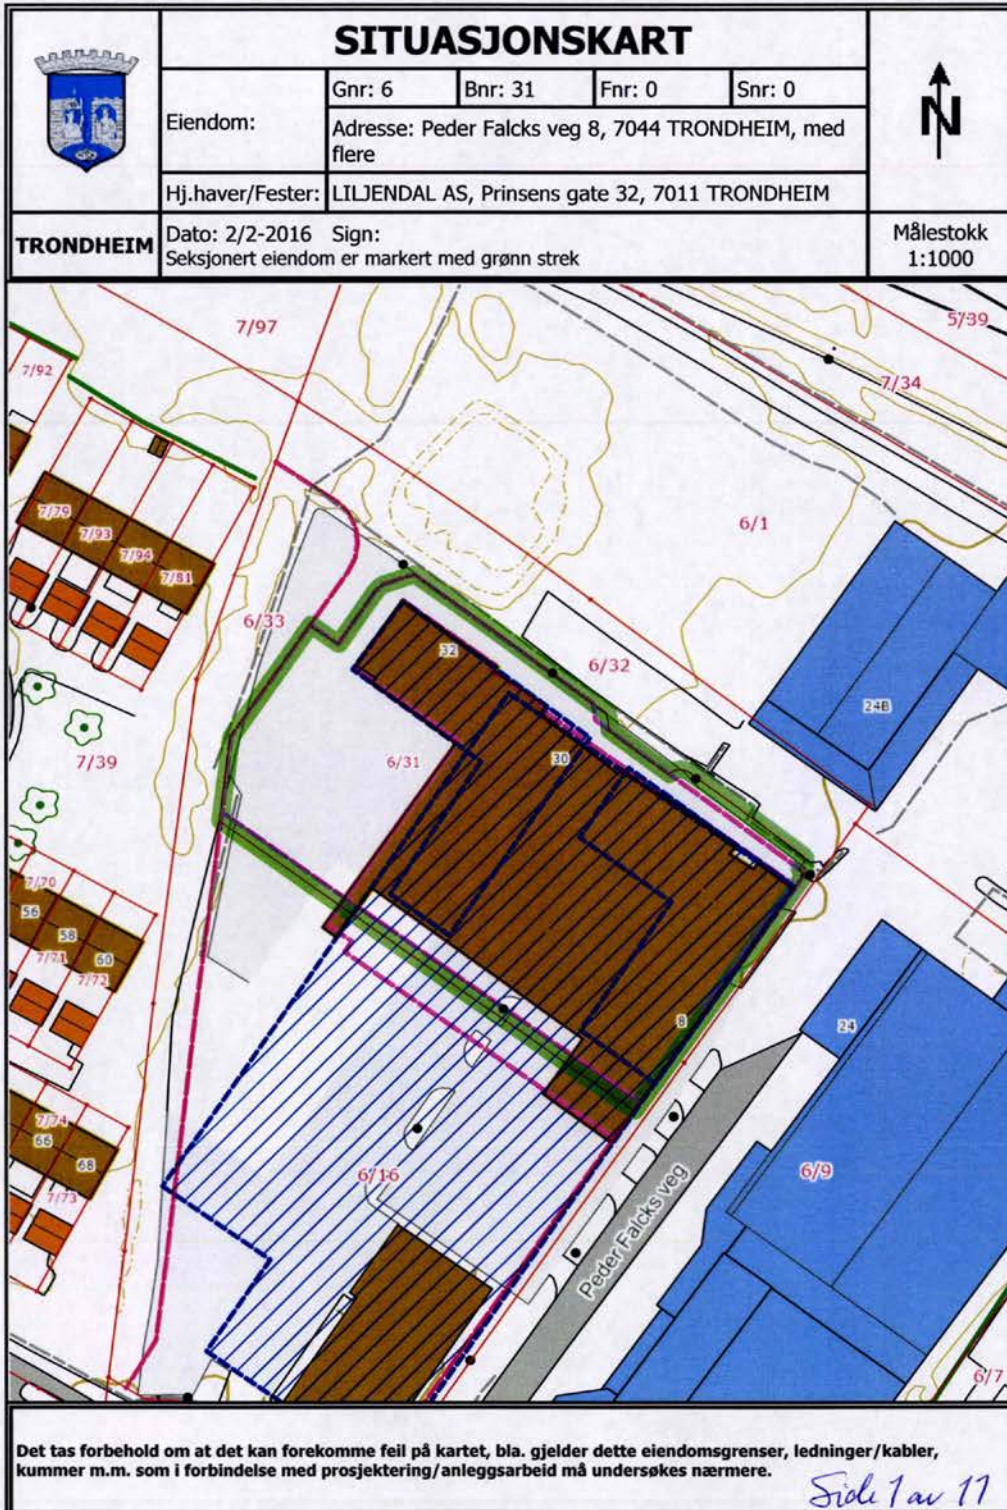 SITUASJONSKART
N
Eiendom:
Gnr: 6 Bnr: 31 Fnr: 0 Snr: 0
Adresse: Peder Falcks veg 8, 7044 TRONDHEIM, med
flere
Hj.haver/Fester: LILJENDAL AS, Prinsens gate 32, 7011 TRONDHEIM
TRONDHEIM
Dato: 2/2-2016 Sign:
Seksjonert eiendom er markert med grønn strek
Målestokk
1:1000
7/97
5/39
7/92
7/34
7/79
7/93
7/94
7/81
6/1
6/33
32
6/32
24B
7/39
6/31
30
7/70
56
58
60
7/71
7/72
8
24
7/74
66
68
7/73
6/16
6/9
Peder Falcks veg
6/7
Det tas forbehold om at det kan forekomme feil på kartet, bla. gjelder dette eiendomsgrenser, ledninger/kabler,
kummer m.m. som i forbindelse med prosjektering/anleggsarbeid må undersøkes nærmere.
Side 1 av 11